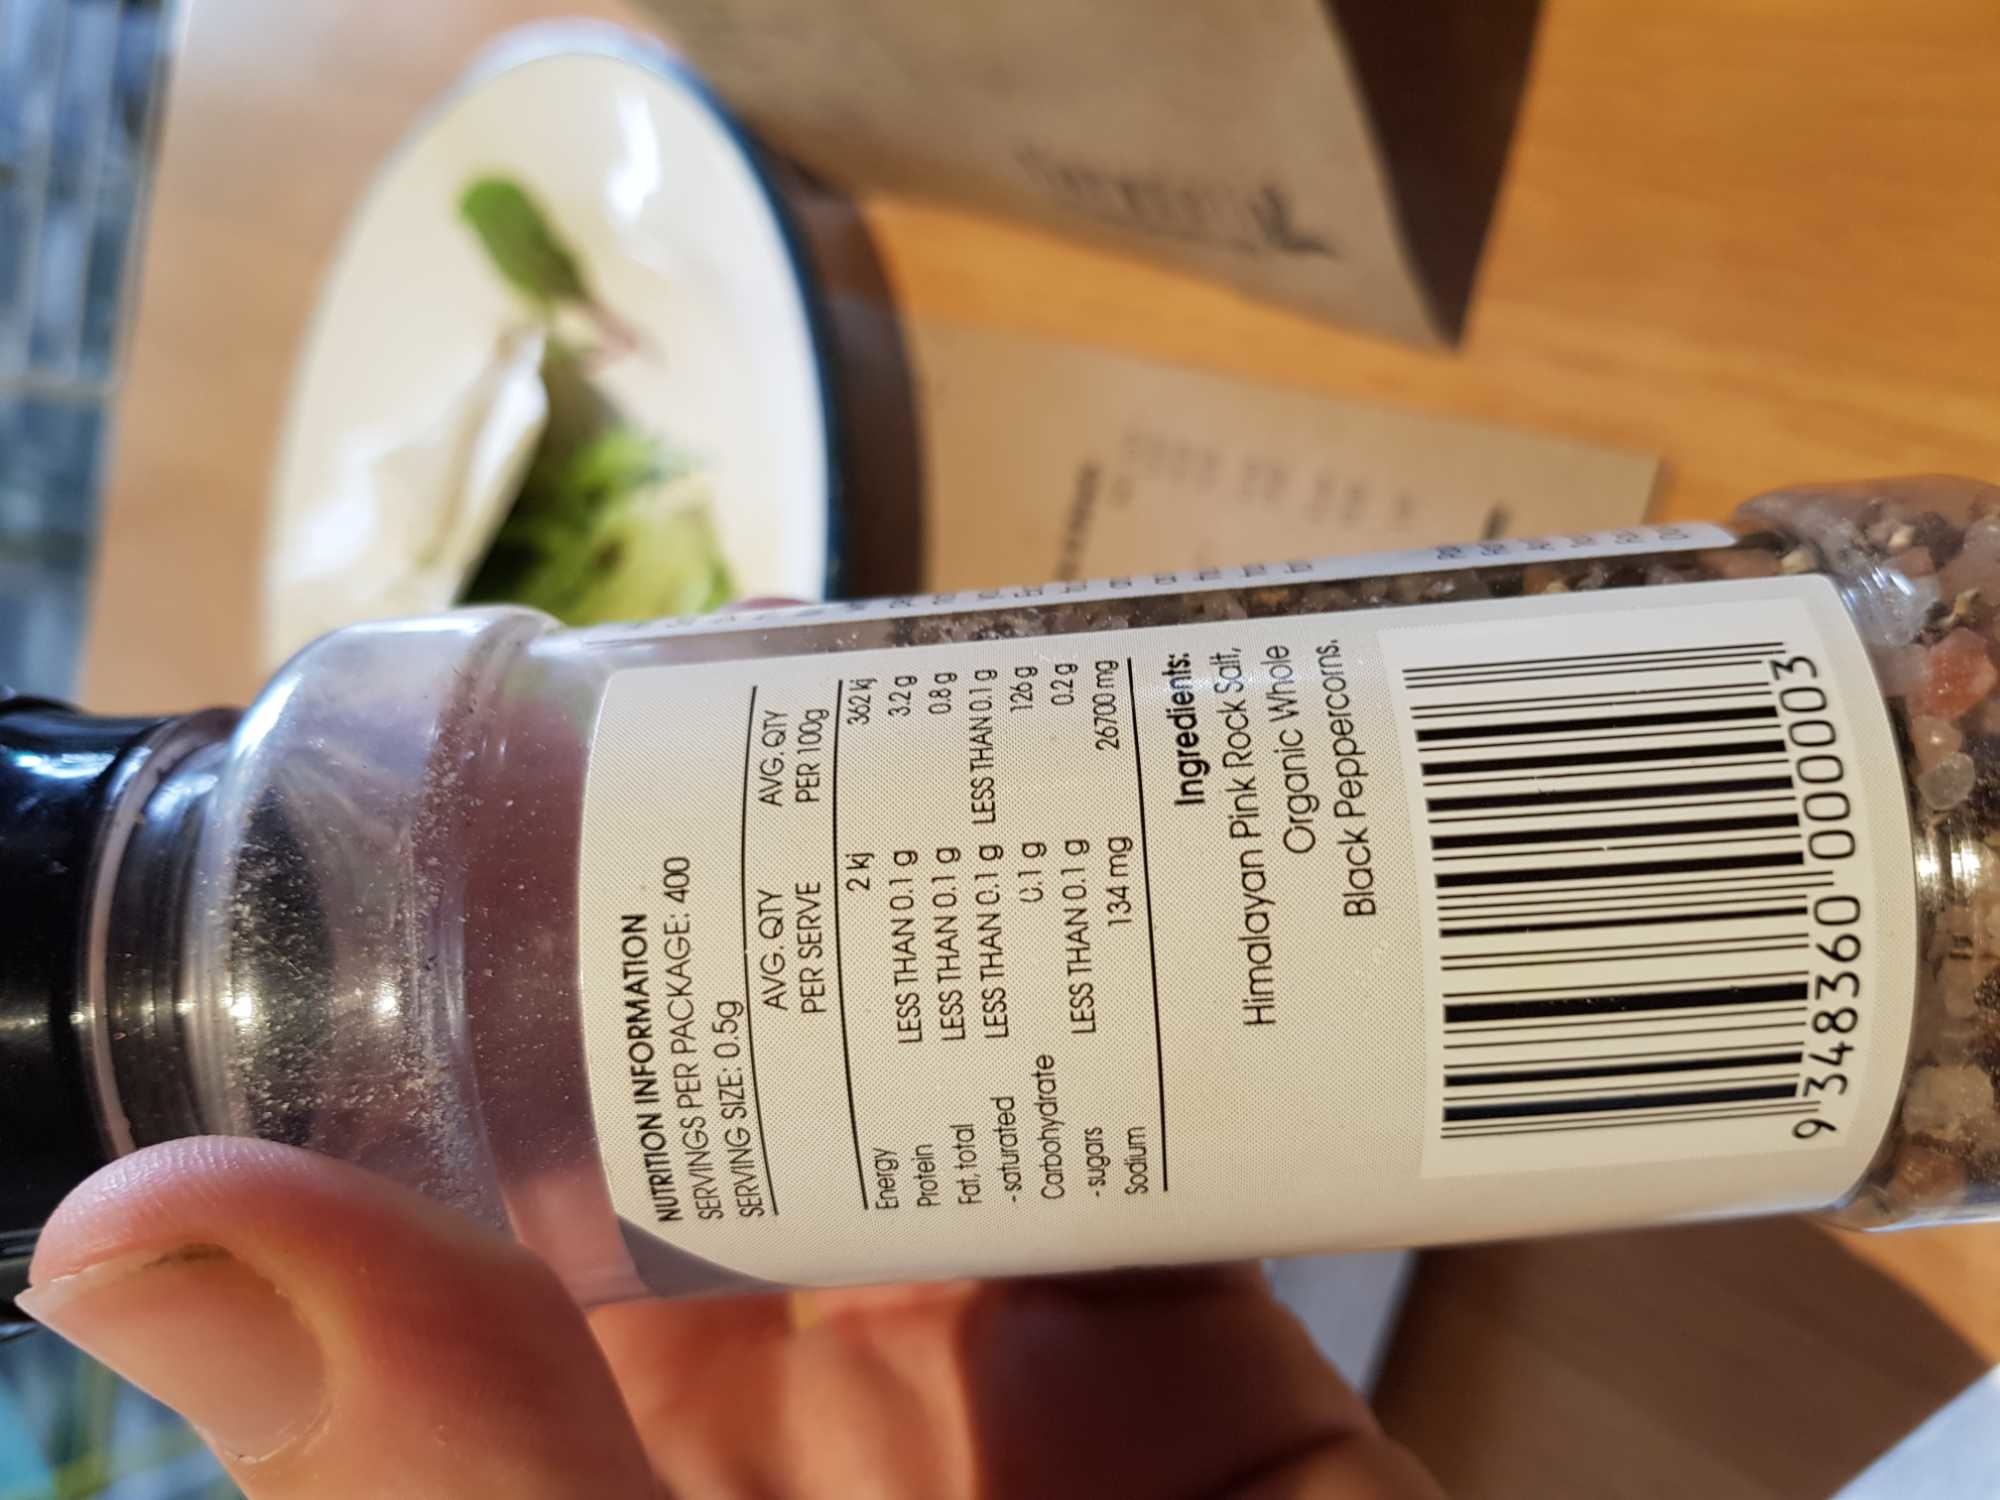 NUTRITION INFORMATION
SERVINGS PER PACKAGE: 400
SERVING SIZE: 0.5g
AVG. QTY AVG. QTY
PER SERVE PER 100g
Energy 2 kj 362 kj
Protein LESS THAN 0.1 g 3.2 g
Fat, total LESS THAN 0.1 g 0.8 g
- saturated LESS THAN 0.1 g LESS THAN 0.1 g
Carbohydrate 0.1 g 12.6 g
- sugars LESS THAN 0.1 g 0.2 g
Sodium 134 mg 26700 mg
Ingredients:
Himalayan Pink Rock Salt,
Organic Whole
Black Peppercorns.
9 348360 000003